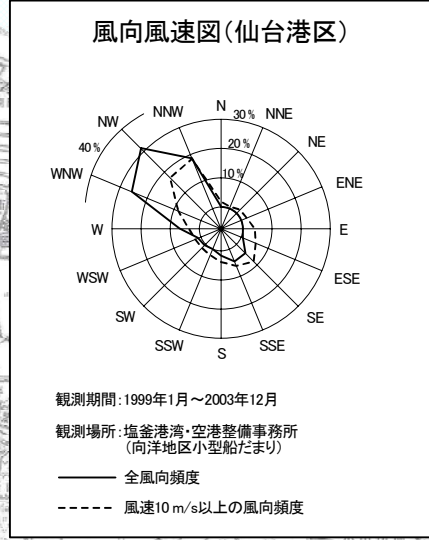 風向風速図(仙台港区)
N
NNE
NE
ENE
E
ESE
SE
SSE
S
SSW
SW
WSW
W
WNW
NW
NNW
40%
30%
20%
10%
観測期間:1999年1月~2003年12月
観測場所:塩釜港湾・空港整備事務所
(向洋地区小型船だまり)
全風向頻度
風速10m/s以上の風向頻度